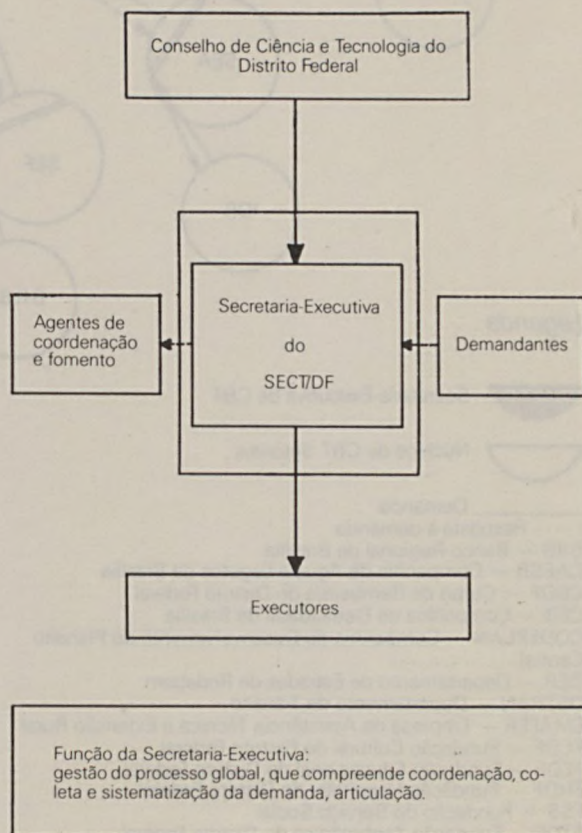 Conselho de Ciência e Tecnologia do
Distrito Federal
Agentes de
coordenação
e fomento
Secretaria-Executiva
do
SECT/DF
Demandantes
Executores
Função da Secretaria-Executiva:
gestão do processo global, que compreende coordenação, co-
leta e sistematização da demanda, articulação.